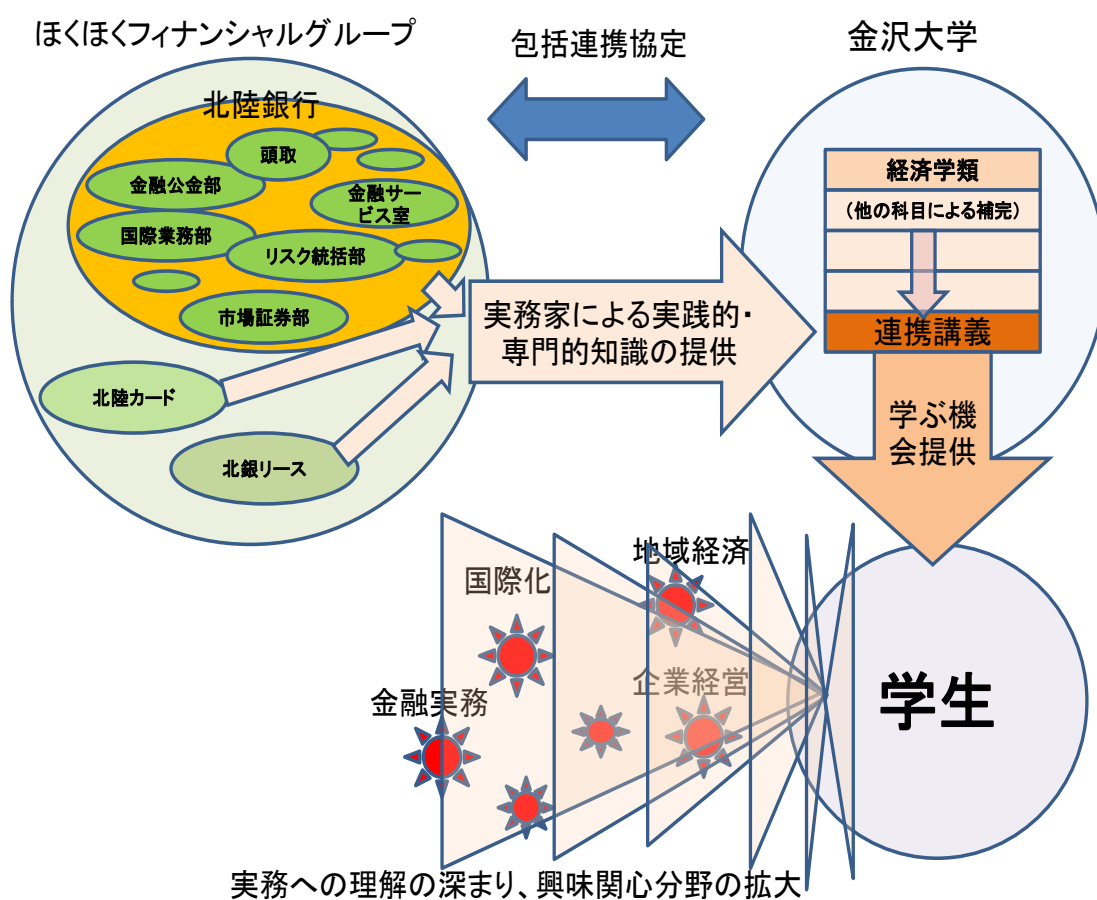 ほくほくフィナンシャルグループ
包括連携協定
金沢大学
北陸銀行
頭取
金融公金部
金融サー
ビス室
国際業務部
リスク統括部
市場証券部
北陸カード
北銀リース
実務家による実践的・
専門的知識の提供
経済学類
（他の科目による補完）
連携講義
学ぶ機
会提供
地域経済
国際化
企業経営
金融実務
学生
実務への理解の深まり、興味関心分野の拡大